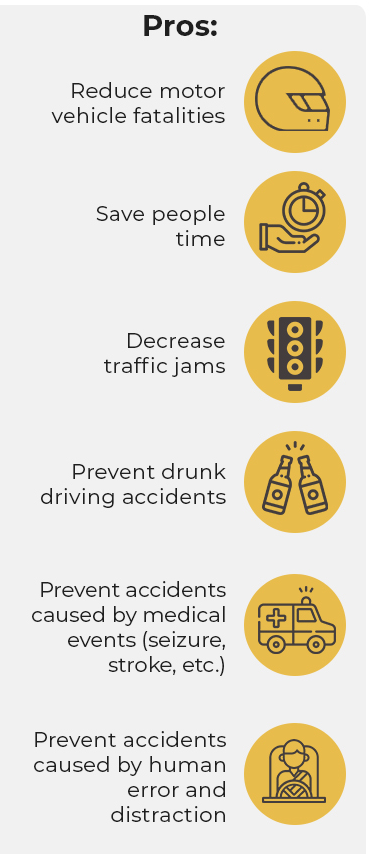 Pros:
Reduce motor
vehicle fatalities
Save people
time
Decrease
traffic jams
Prevent drunk
driving accidents
Prevent accidents
caused by medical
events (seizure,
stroke, etc.)
Prevent accidents
caused by human
error and
distraction